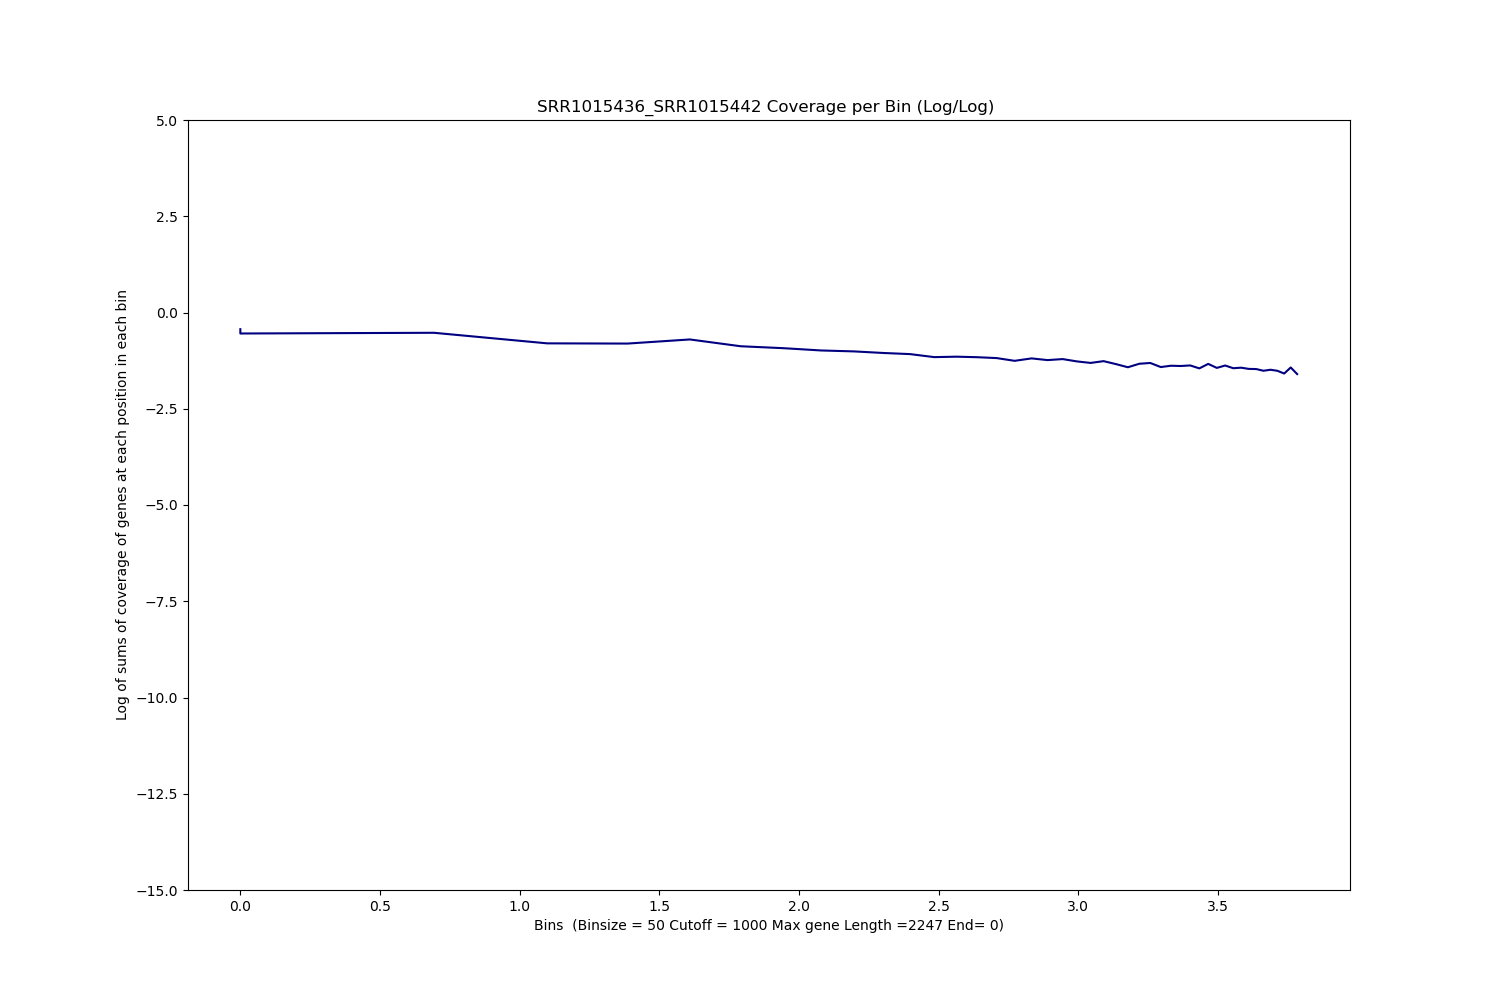 SRR1015436_SRR1015442 Coverage per Bin (Log/Log)
5.0
2.5
0.0
−2.5
−5.0
−7.5
−10.0
−12.5
−15.0
Log of sums of coverage of genes at each position in each bin
0.0 0.5 1.0 1.5 2.0 2.5 3.0 3.5
Bins  (Binsize = 50 Cutoff = 1000 Max gene Length =2247 End= 0)